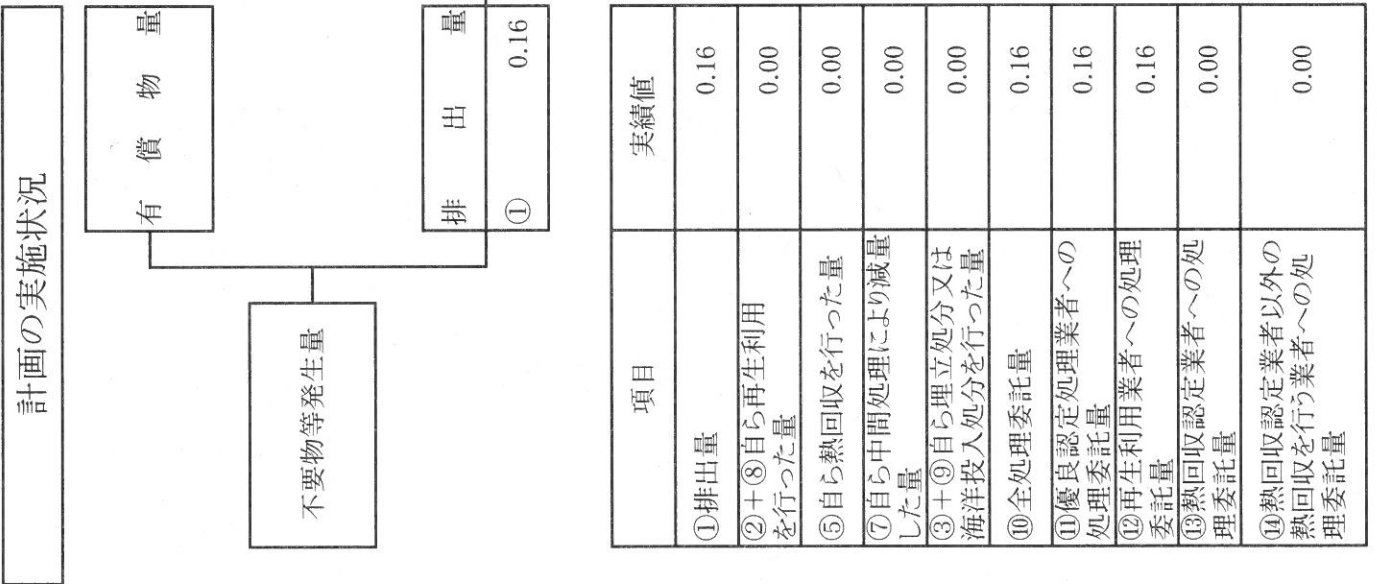 計画の実施状況
有償物量
不要物等発生量
排出量
① 0.16
項目 実績値
①排出量 0.16
②+⑧自ら再生利用
を行った量 0.00
⑤自ら熱回収を行った量 0.00
⑦自ら中間処理により減量
した量 0.00
③+⑨自ら埋立処分又は
海洋投入処分を行った量 0.00
⑩全処理委託量 0.16
⑪優良認定処理業者への
処理委託量 0.16
⑫再生利用業者への処理
委託量 0.16
⑬熱回収認定業者への処
理委託量 0.00
⑭熱回収認定業者以外の
熱回収を行う業者への処
理委託量 0.00